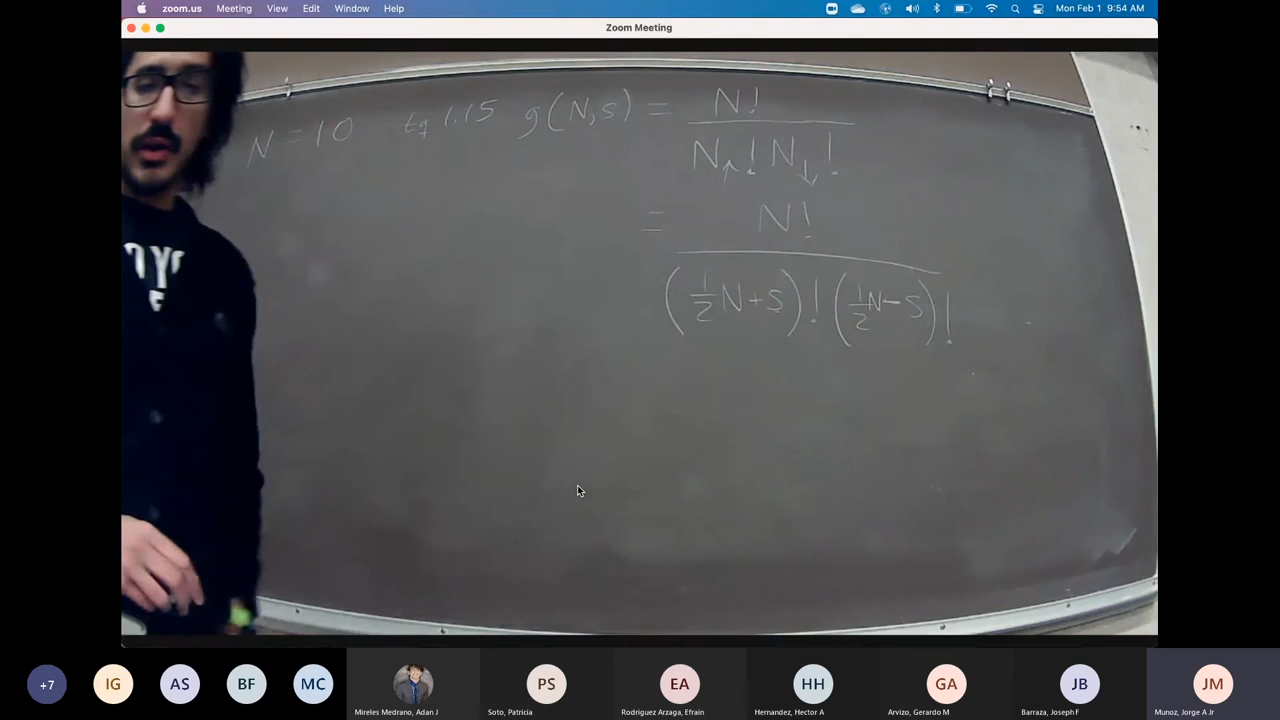 zoom.us Meeting View Edit Window Help Mon Feb 1 9:54 AM
Zoom Meeting
N = 10 Eq 1.15 g(N,s) = N! / N↑! N↓!
= N! / (1/2 N + S)! (1/2 N - S)!
+7 IG AS BF MC PS EA HH GA JB JM
Mireles Medrano, Adan J Soto, Patricia Rodriguez Arzaga, Efrain Hernandez, Hector A Arvizo, Gerardo M Barraza, Joseph F Munoz, Jorge A Jr